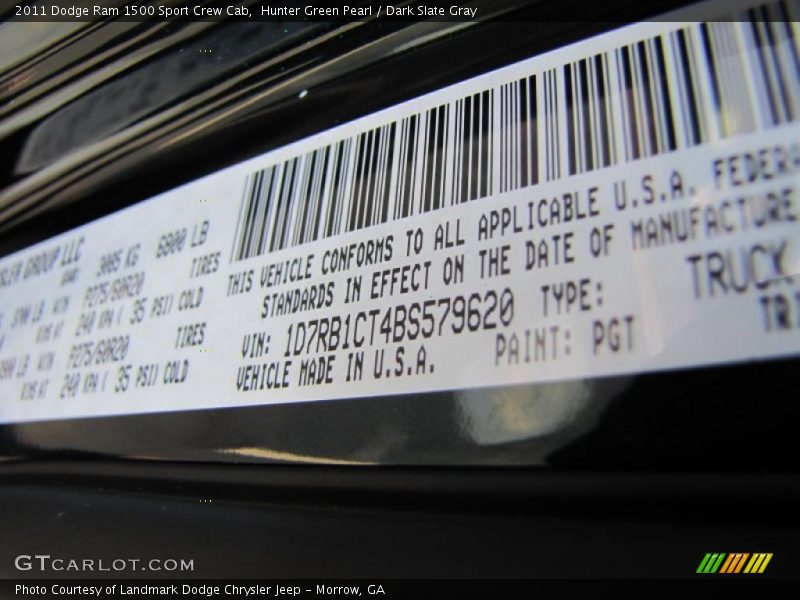 2011 Dodge Ram 1500 Sport Crew Cab, Hunter Green Pearl / Dark Slate Gray
THIS VEHICLE CONFORMS TO ALL APPLICABLE U.S.A. FEDERA
STANDARDS IN EFFECT ON THE DATE OF MANUFACTURE
VIN: 1D7RB1CT4BS579620 TYPE: TRUCK
VEHICLE MADE IN U.S.A. PAINT: PGT
GROUP LLC
3085 KG 6800 LB
TIRES
P275/60R20
240 KPA ( 35 PSI) COLD
TIRES
P275/60R20
240 KPA ( 35 PSI) COLD
GTCARLOT.COM
Photo Courtesy of Landmark Dodge Chrysler Jeep - Morrow, GA